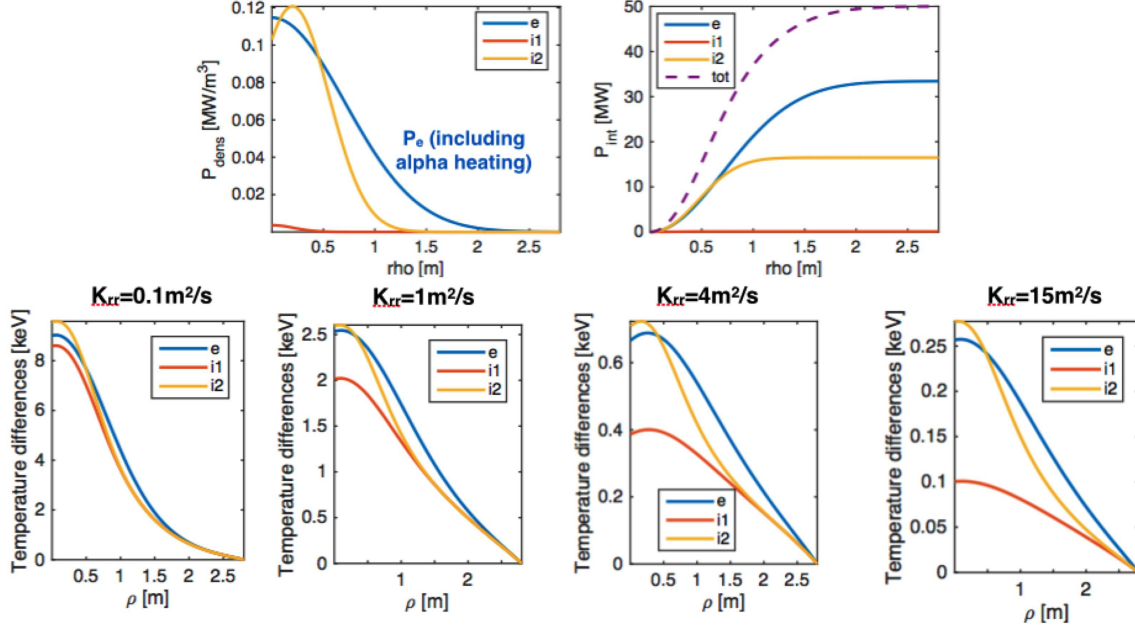 P_dens [MW/m³]
0.12
0.1
0.08
0.06
0.04
0.02
e
i1
i2
Pₑ (including
alpha heating)
0.5 1 1.5 2 2.5
rho [m]
P_int [MW]
50
40
30
20
10
0
e
i1
i2
tot
0.5 1 1.5 2 2.5
rho [m]
Kᵣᵣ=0.1m²/s
Temperature differences [keV]
8
6
4
2
0
e
i1
i2
0.5 1 1.5 2 2.5
ρ [m]
Kᵣᵣ=1m²/s
Temperature differences [keV]
2.5
2
1.5
1
0.5
0
e
i1
i2
1 2
ρ [m]
Kᵣᵣ=4m²/s
Temperature differences [keV]
0.6
0.4
0.2
0
e
i1
i2
0.5 1 1.5 2 2.5
ρ [m]
Kᵣᵣ=15m²/s
Temperature differences [keV]
0.25
0.2
0.15
0.1
0.05
0
e
i1
i2
1 2
ρ [m]